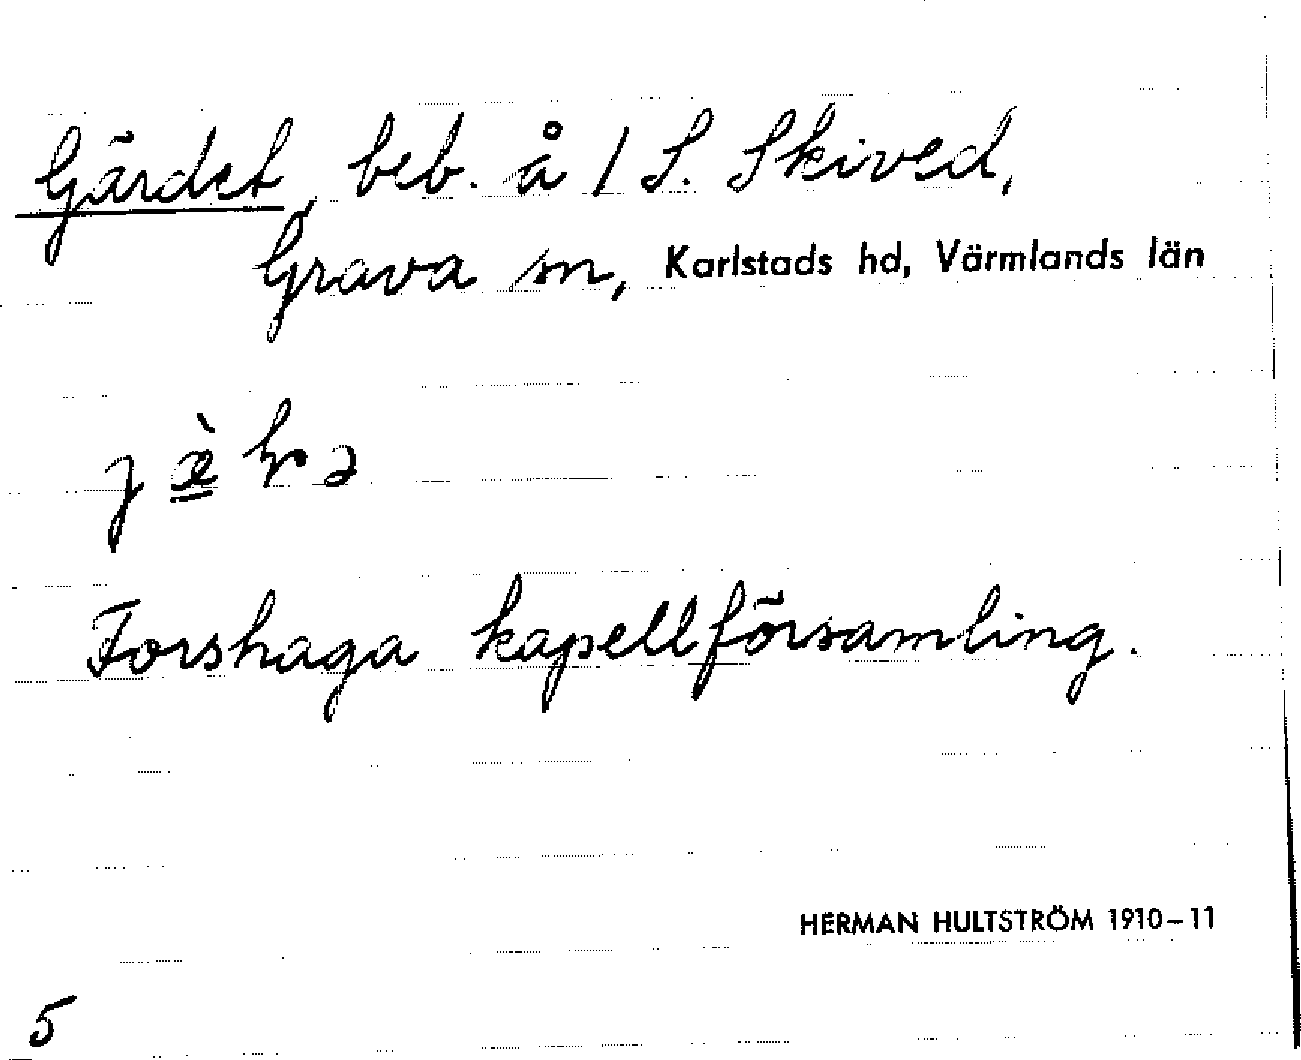 Gärdet, beb. å 1 S. Skived,
Grava sn, Karlstads hd, Värmlands län
Forshaga kapellförsamling.
HERMAN HULTSTRÖM 1910–11
5